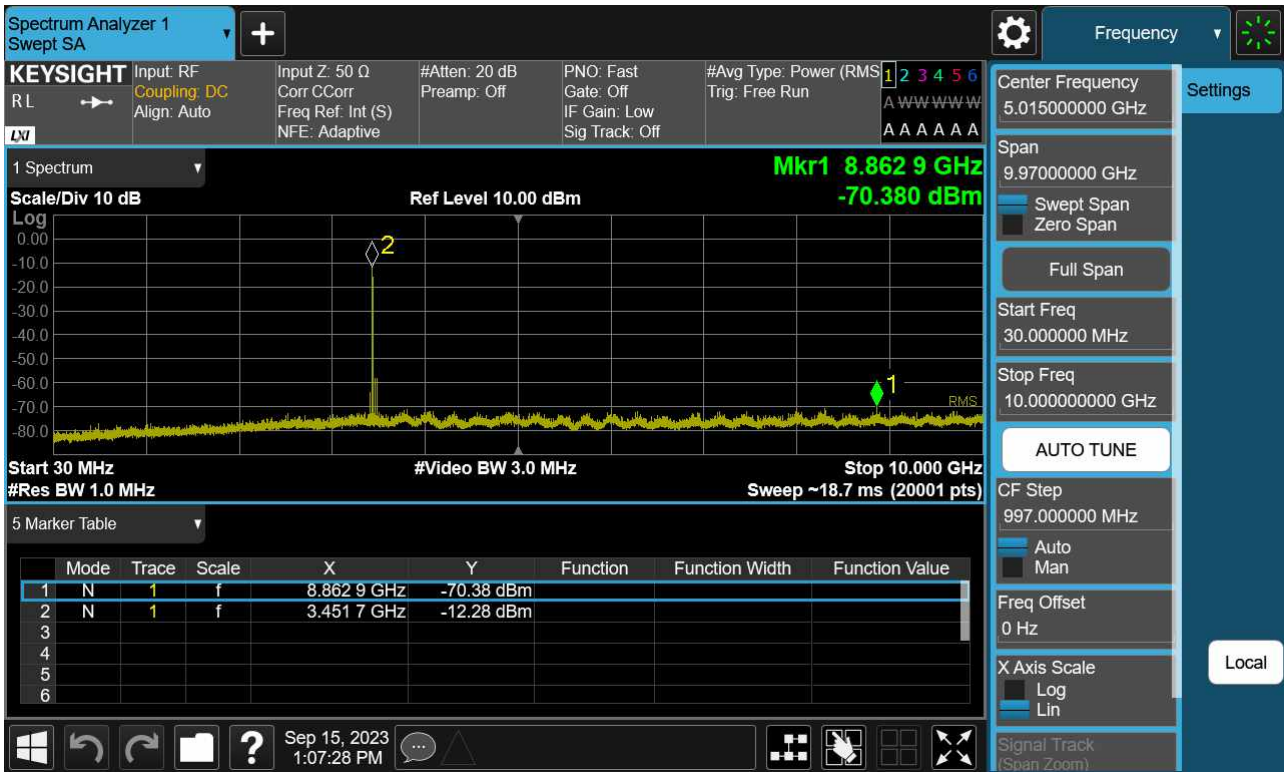 Spectrum Analyzer 1
Swept SA
+
Frequency
KEYSIGHT
RL
LXI
Input: RF
Coupling: DC
Align: Auto
Input Z: 50 Ω
Corr CCorr
Freq Ref: Int (S)
NFE: Adaptive
#Atten: 20 dB
Preamp: Off
PNO: Fast
Gate: Off
IF Gain: Low
Sig Track: Off
#Avg Type: Power (RMS
Trig: Free Run
1 2 3 4 5 6
A W W W W W
A A A A A A
1 Spectrum
Mkr1 8.862 9 GHz
-70.380 dBm
Scale/Div 10 dB
Ref Level 10.00 dBm
Log
0.00
-10.0
-20.0
-30.0
-40.0
-50.0
-60.0
-70.0
-80.0
2
1
RMS
Start 30 MHz
#Video BW 3.0 MHz
Stop 10.000 GHz
#Res BW 1.0 MHz
Sweep ~18.7 ms (20001 pts)
5 Marker Table
Mode Trace Scale X Y Function Function Width Function Value
1 N 1 f 8.862 9 GHz -70.38 dBm
2 N 1 f 3.451 7 GHz -12.28 dBm
3
4
5
6
Center Frequency
5.015000000 GHz
Settings
Span
9.97000000 GHz
Swept Span
Zero Span
Full Span
Start Freq
30.000000 MHz
Stop Freq
10.000000000 GHz
AUTO TUNE
CF Step
997.000000 MHz
Auto
Man
Freq Offset
0 Hz
X Axis Scale
Log
Lin
Local
Signal Track
(Span Zoom)
?
Sep 15, 2023
1:07:28 PM